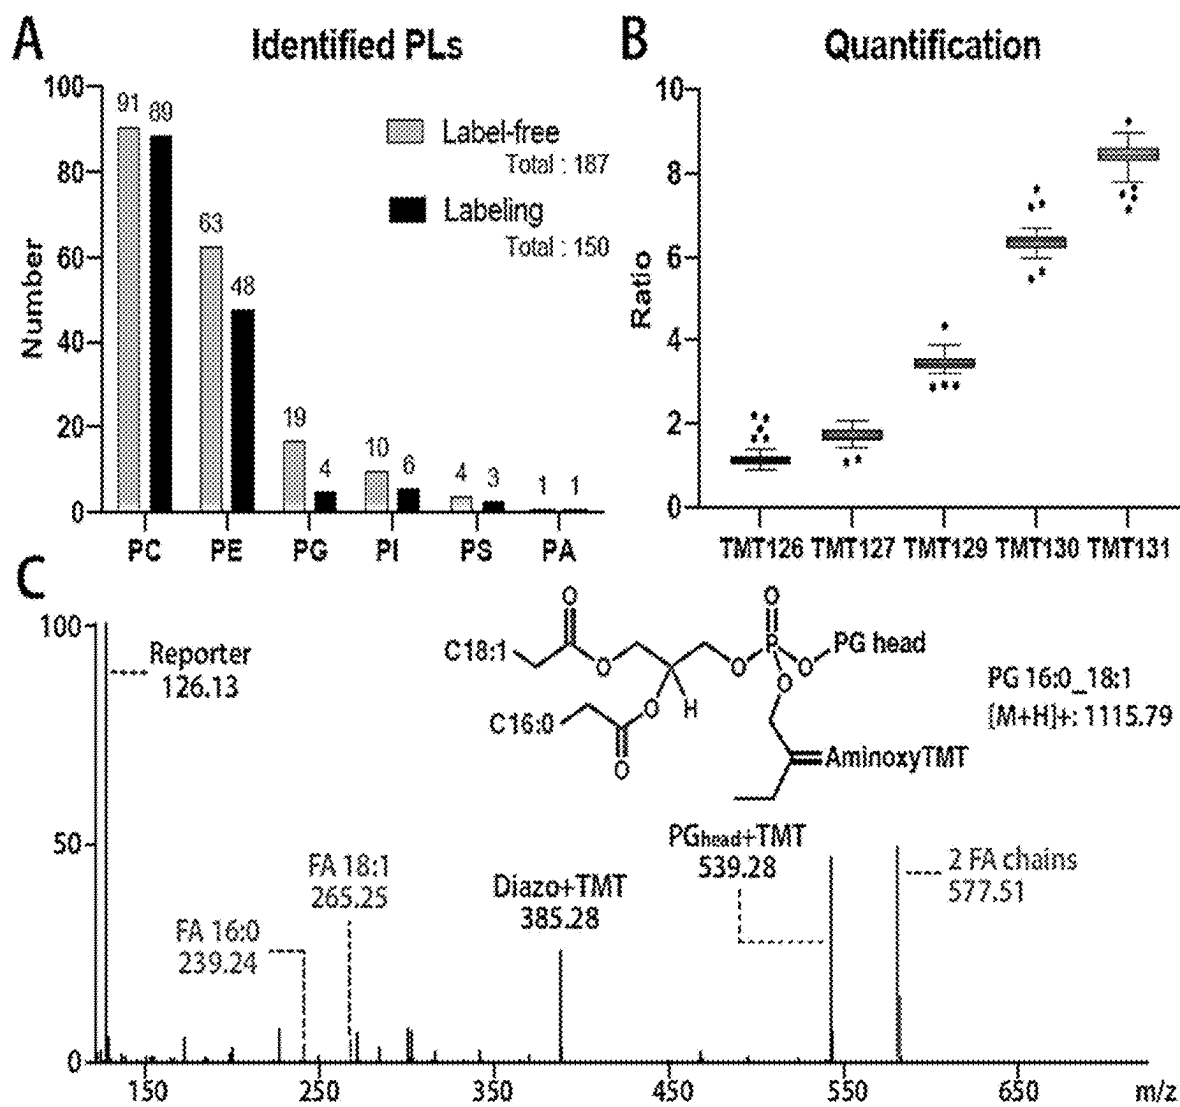 A
Identified PLs
100
80
60
40
20
0
Number
91
89
63
48
19
4
10
6
4
3
1
1
Label-free
Total : 187
Labeling
Total : 150
PC
PE
PG
PI
PS
PA
B
Quantification
10
8
6
4
2
0
Ratio
TMT126
TMT127
TMT129
TMT130
TMT131
C
100
50
0
Reporter
126.13
O
C18:1
O
C16:0
O
O
H
O
O
P
O
O
PG head
AminoxyTMT
PG 16:0_18:1
[M+H]+: 1115.79
FA 16:0
239.24
FA 18:1
265.25
Diazo+TMT
385.28
PGhead+TMT
539.28
2 FA chains
577.51
150
250
350
450
550
650
m/z